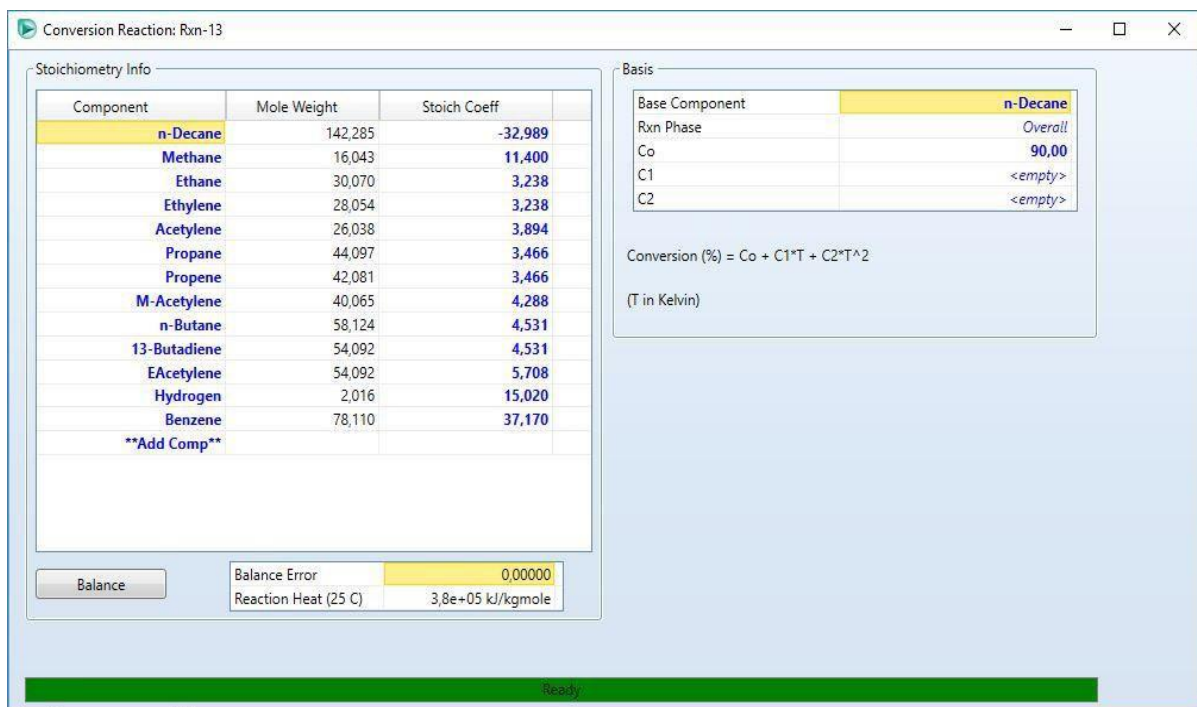 Conversion Reaction: Rxn-13
Stoichiometry Info
Component Mole Weight Stoich Coeff
n-Decane 142,285 -32,989
Methane 16,043 11,400
Ethane 30,070 3,238
Ethylene 28,054 3,238
Acetylene 26,038 3,894
Propane 44,097 3,466
Propene 42,081 3,466
M-Acetylene 40,065 4,288
n-Butane 58,124 4,531
13-Butadiene 54,092 4,531
EAcetylene 54,092 5,708
Hydrogen 2,016 15,020
Benzene 78,110 37,170
**Add Comp**
Balance
Balance Error 0,00000
Reaction Heat (25 C) 3,8e+05 kJ/kgmole
Basis
Base Component n-Decane
Rxn Phase Overall
Co 90,00
C1 <empty>
C2 <empty>
Conversion (%) = Co + C1*T + C2*T^2
(T in Kelvin)
Ready